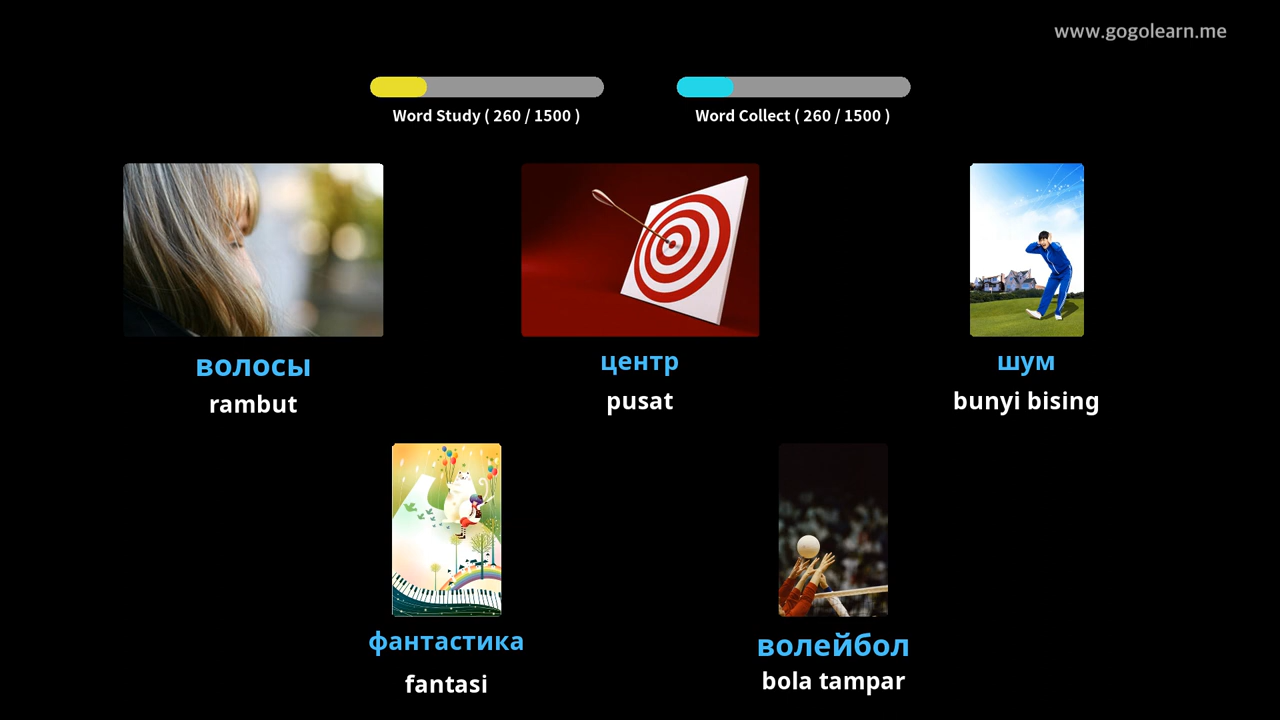 www.gogolearn.me
Word Study ( 260 / 1500 )
Word Collect ( 260 / 1500 )
волосы
rambut
центр
pusat
шум
bunyi bising
фантастика
fantasi
волейбол
bola tampar